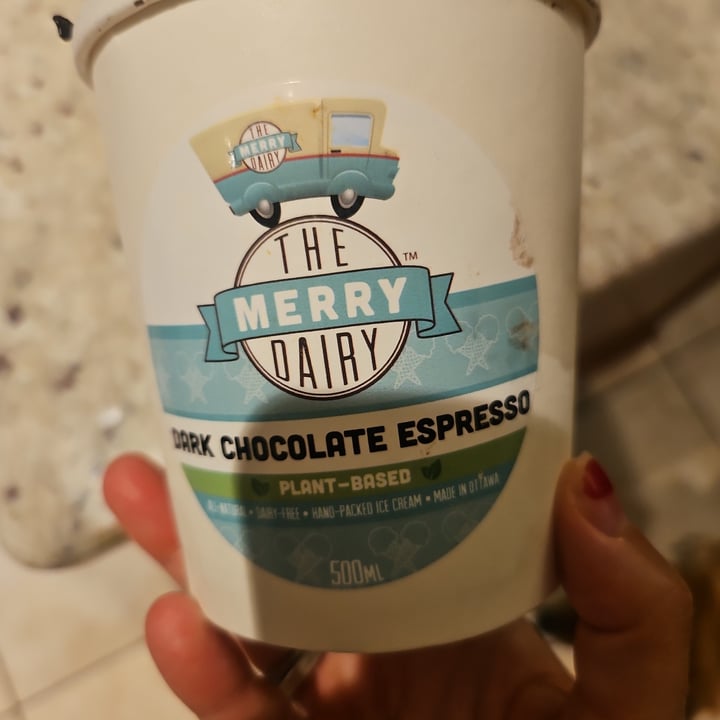 THE
MERRY
DAIRY
THE
MERRY
DAIRY
TM
DARK CHOCOLATE ESPRESSO
PLANT-BASED
ALL-NATURAL • DAIRY-FREE • HAND-PACKED ICE CREAM • MADE IN OTTAWA
500ML